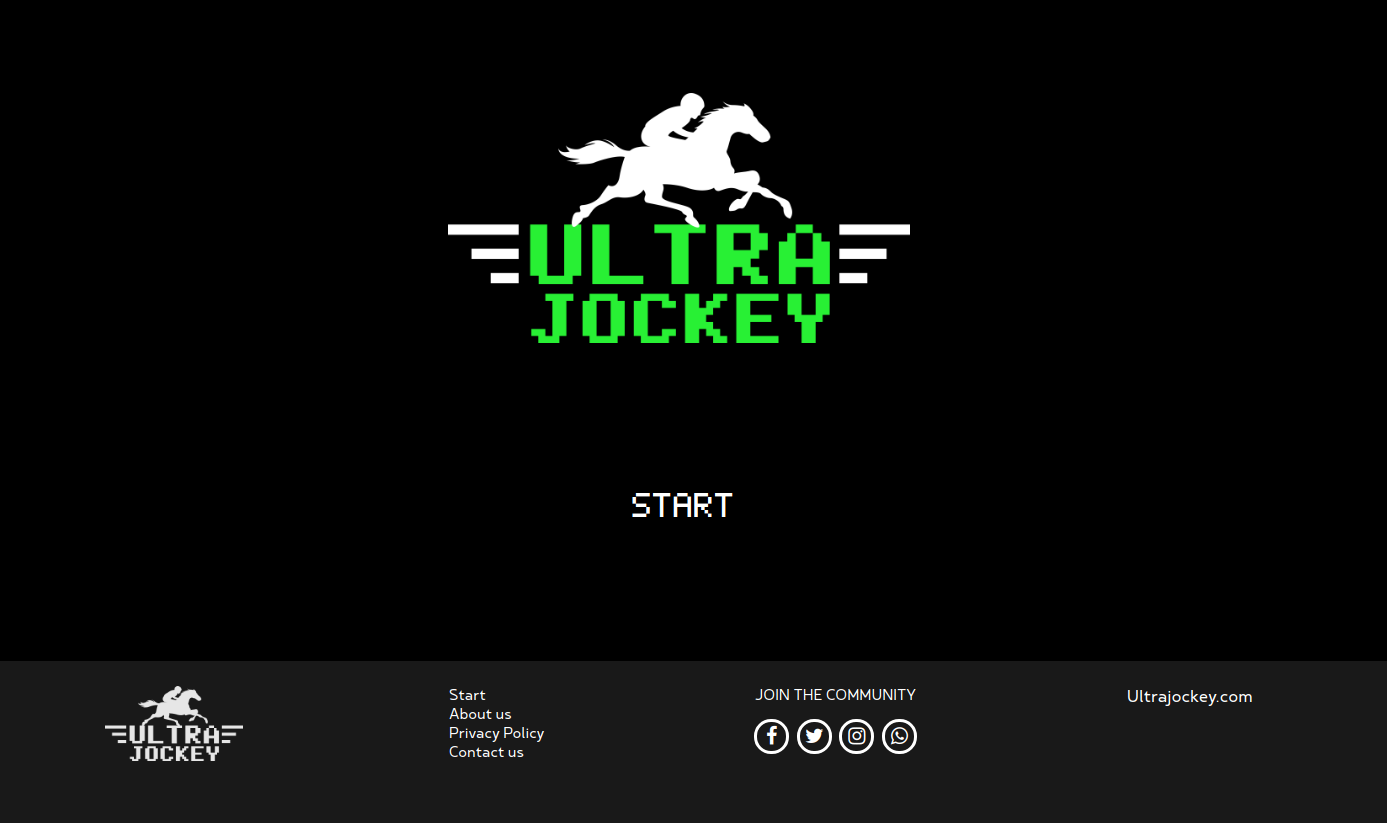 ULTRA
JOCKEY
START
ULTRA
JOCKEY
Start
About us
Privacy Policy
Contact us
JOIN THE COMMUNITY
Ultrajockey.com